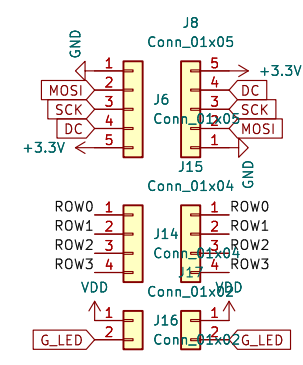 J8
Conn_01x05
GND
1
5
+3.3V
MOSI
2
4
DC
J6
SCK
3
3
SCK
Conn_01x05
DC
4
2
MOSI
+3.3V
5
1
GND
J15
Conn_01x04
ROW0
1
1
ROW0
ROW1
2
2
ROW1
J14
ROW2
3
3
ROW2
Conn_01x04
ROW3
4
4
ROW3
J17
VDD
Conn_01x02
VDD
1
J16
1
G_LED
2
Conn_01x02
2
G_LED